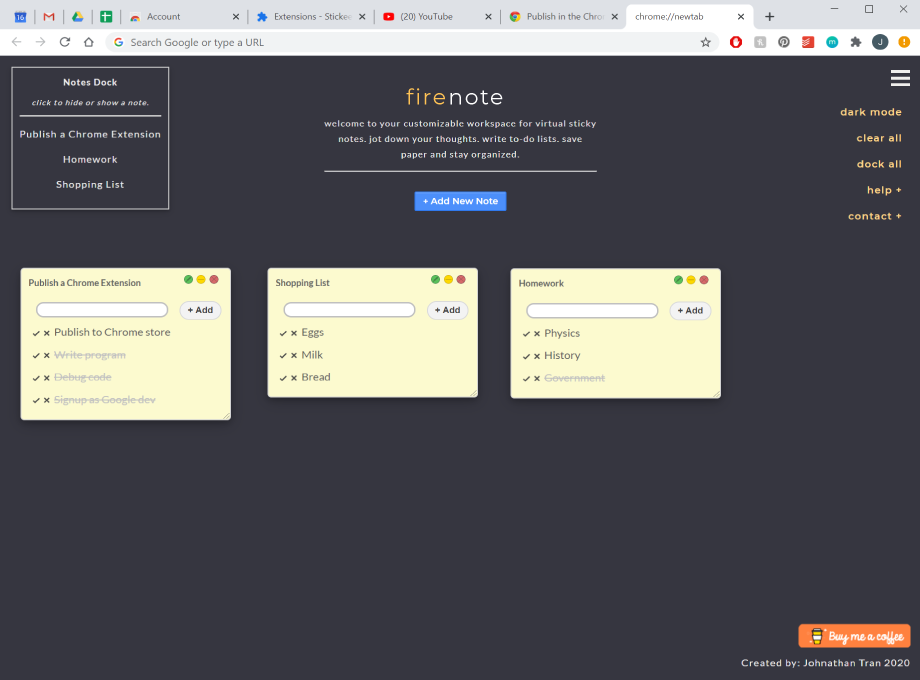 16
Account
Extensions - Stickee
(20) YouTube
Publish in the Chro
chrome://newtab
Search Google or type a URL
J
Notes Dock
click to hide or show a note.
Publish a Chrome Extension
Homework
Shopping List
firenote
welcome to your customizable workspace for virtual sticky
notes. jot down your thoughts. write to-do lists. save
paper and stay organized.
+ Add New Note
dark mode
clear all
dock all
help +
contact +
Publish a Chrome Extension
+ Add
Publish to Chrome store
Write program
Debug code
Signup as Google dev
Shopping List
+ Add
Eggs
Milk
Bread
Homework
+ Add
Physics
History
Government
Buy me a coffee
Created by: Johnathan Tran 2020